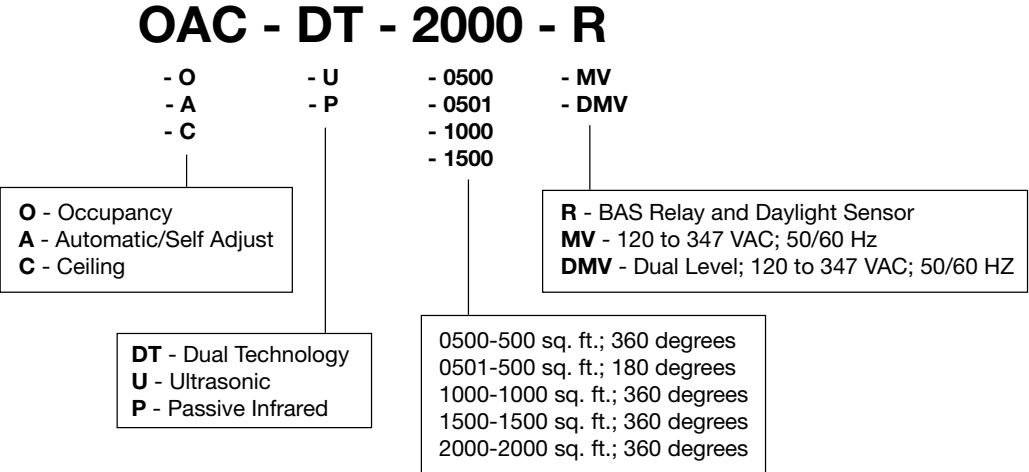 OAC - DT - 2000 - R
- O
- A
- C
- U
- P
- 0500
- 0501
- 1000
- 1500
- MV
- DMV
O - Occupancy
A - Automatic/Self Adjust
C - Ceiling
R - BAS Relay and Daylight Sensor
MV - 120 to 347 VAC; 50/60 Hz
DMV - Dual Level; 120 to 347 VAC; 50/60 HZ
DT - Dual Technology
U - Ultrasonic
P - Passive Infrared
0500-500 sq. ft.; 360 degrees
0501-500 sq. ft.; 180 degrees
1000-1000 sq. ft.; 360 degrees
1500-1500 sq. ft.; 360 degrees
2000-2000 sq. ft.; 360 degrees